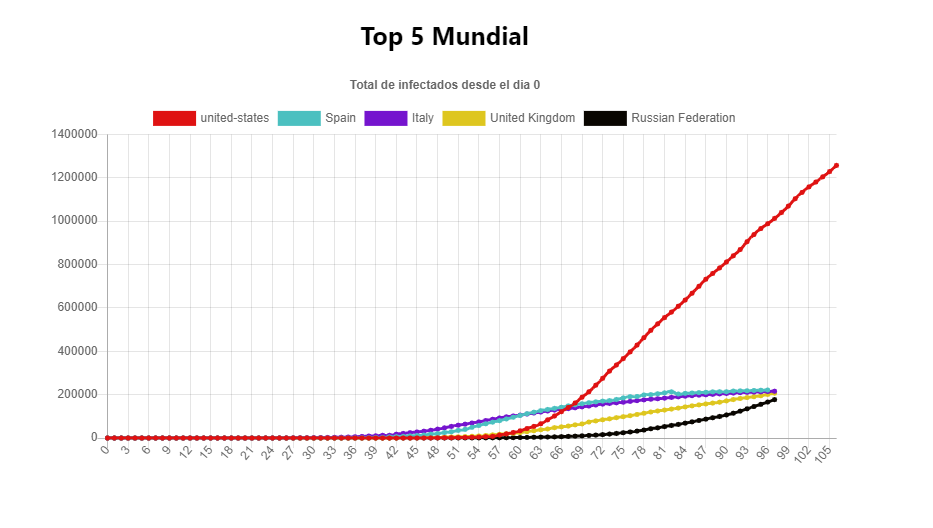 Top 5 Mundial
Total de infectados desde el dia 0
united-states Spain Italy United Kingdom Russian Federation
1400000
1200000
1000000
800000
600000
400000
200000
0
0 3 6 9 12 15 18 21 24 27 30 33 36 39 42 45 48 51 54 57 60 63 66 69 72 75 78 81 84 87 90 93 96 99 102 105